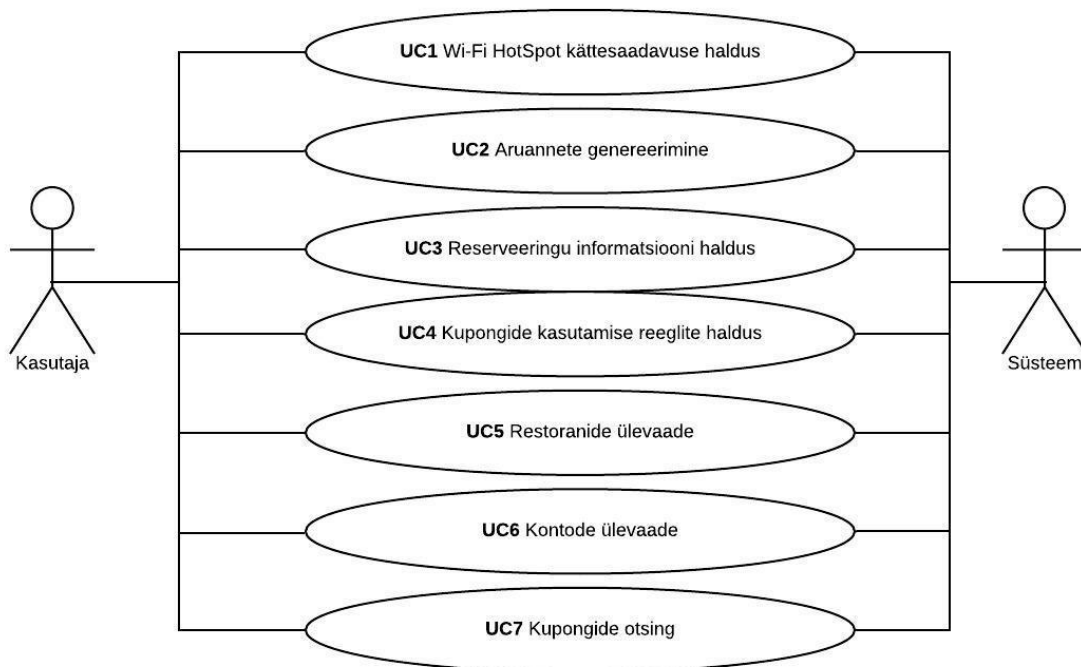 UC1 Wi-Fi HotSpot kättesaadavuse haldus
UC2 Aruannete genereerimine
UC3 Reserveeringu informatsiooni haldus
UC4 Kupongide kasutamise reeglite haldus
Kasutaja
Süsteem
UC5 Restoranide ülevaade
UC6 Kontode ülevaade
UC7 Kupongide otsing